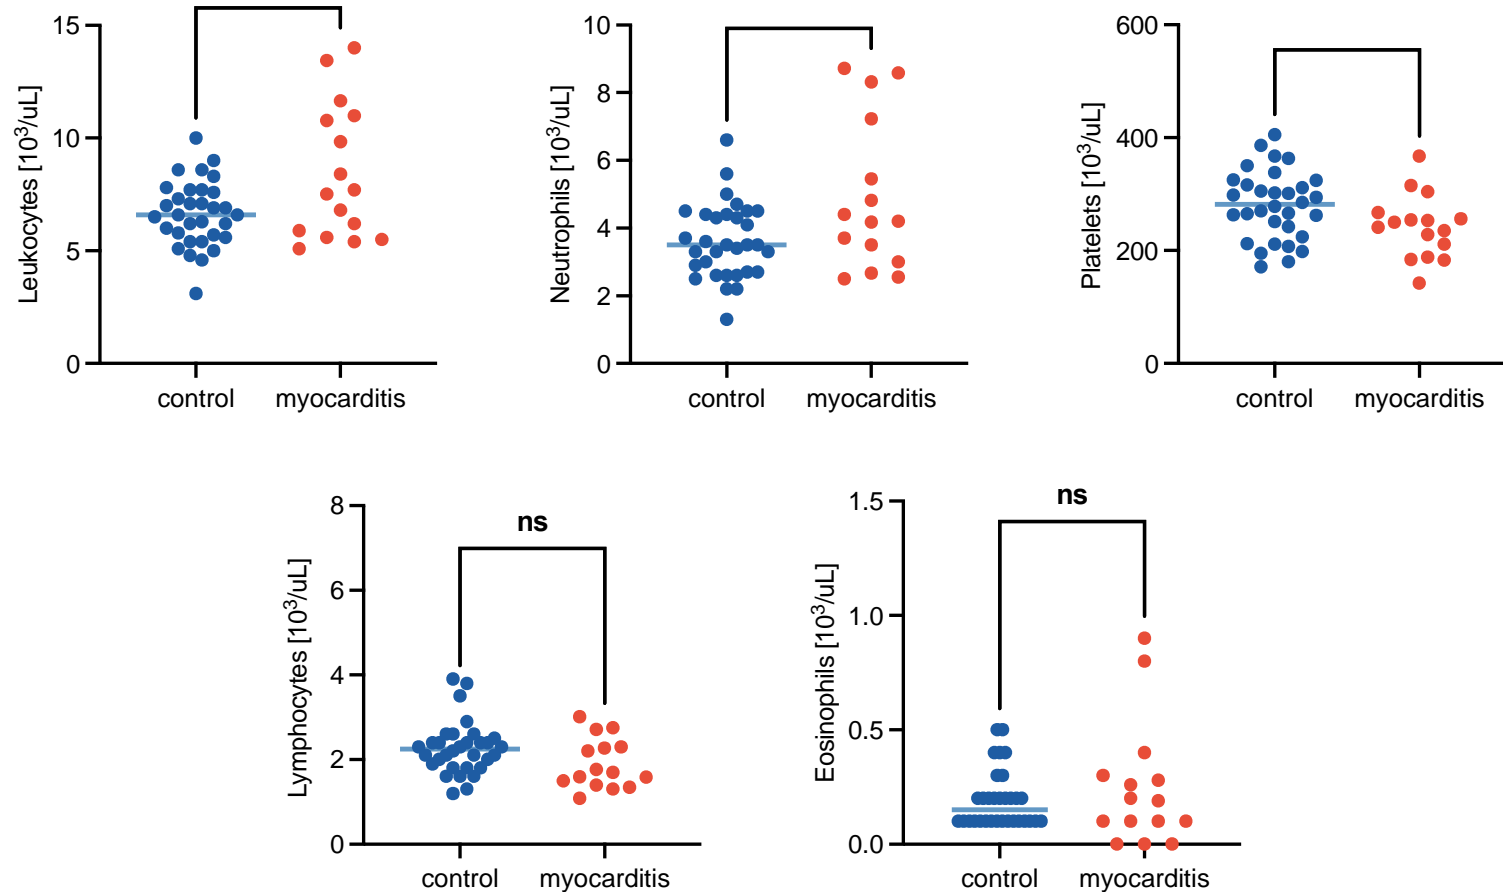 Leukocytes [10³/uL]
15
10
5
0
control myocarditis
Neutrophils [10³/uL]
10
8
6
4
2
0
control myocarditis
Platelets [10³/uL]
600
400
200
0
control myocarditis
Lymphocytes [10³/uL]
8
6
4
2
0
ns
control myocarditis
Eosinophils [10³/uL]
1.5
1.0
0.5
0.0
ns
control myocarditis